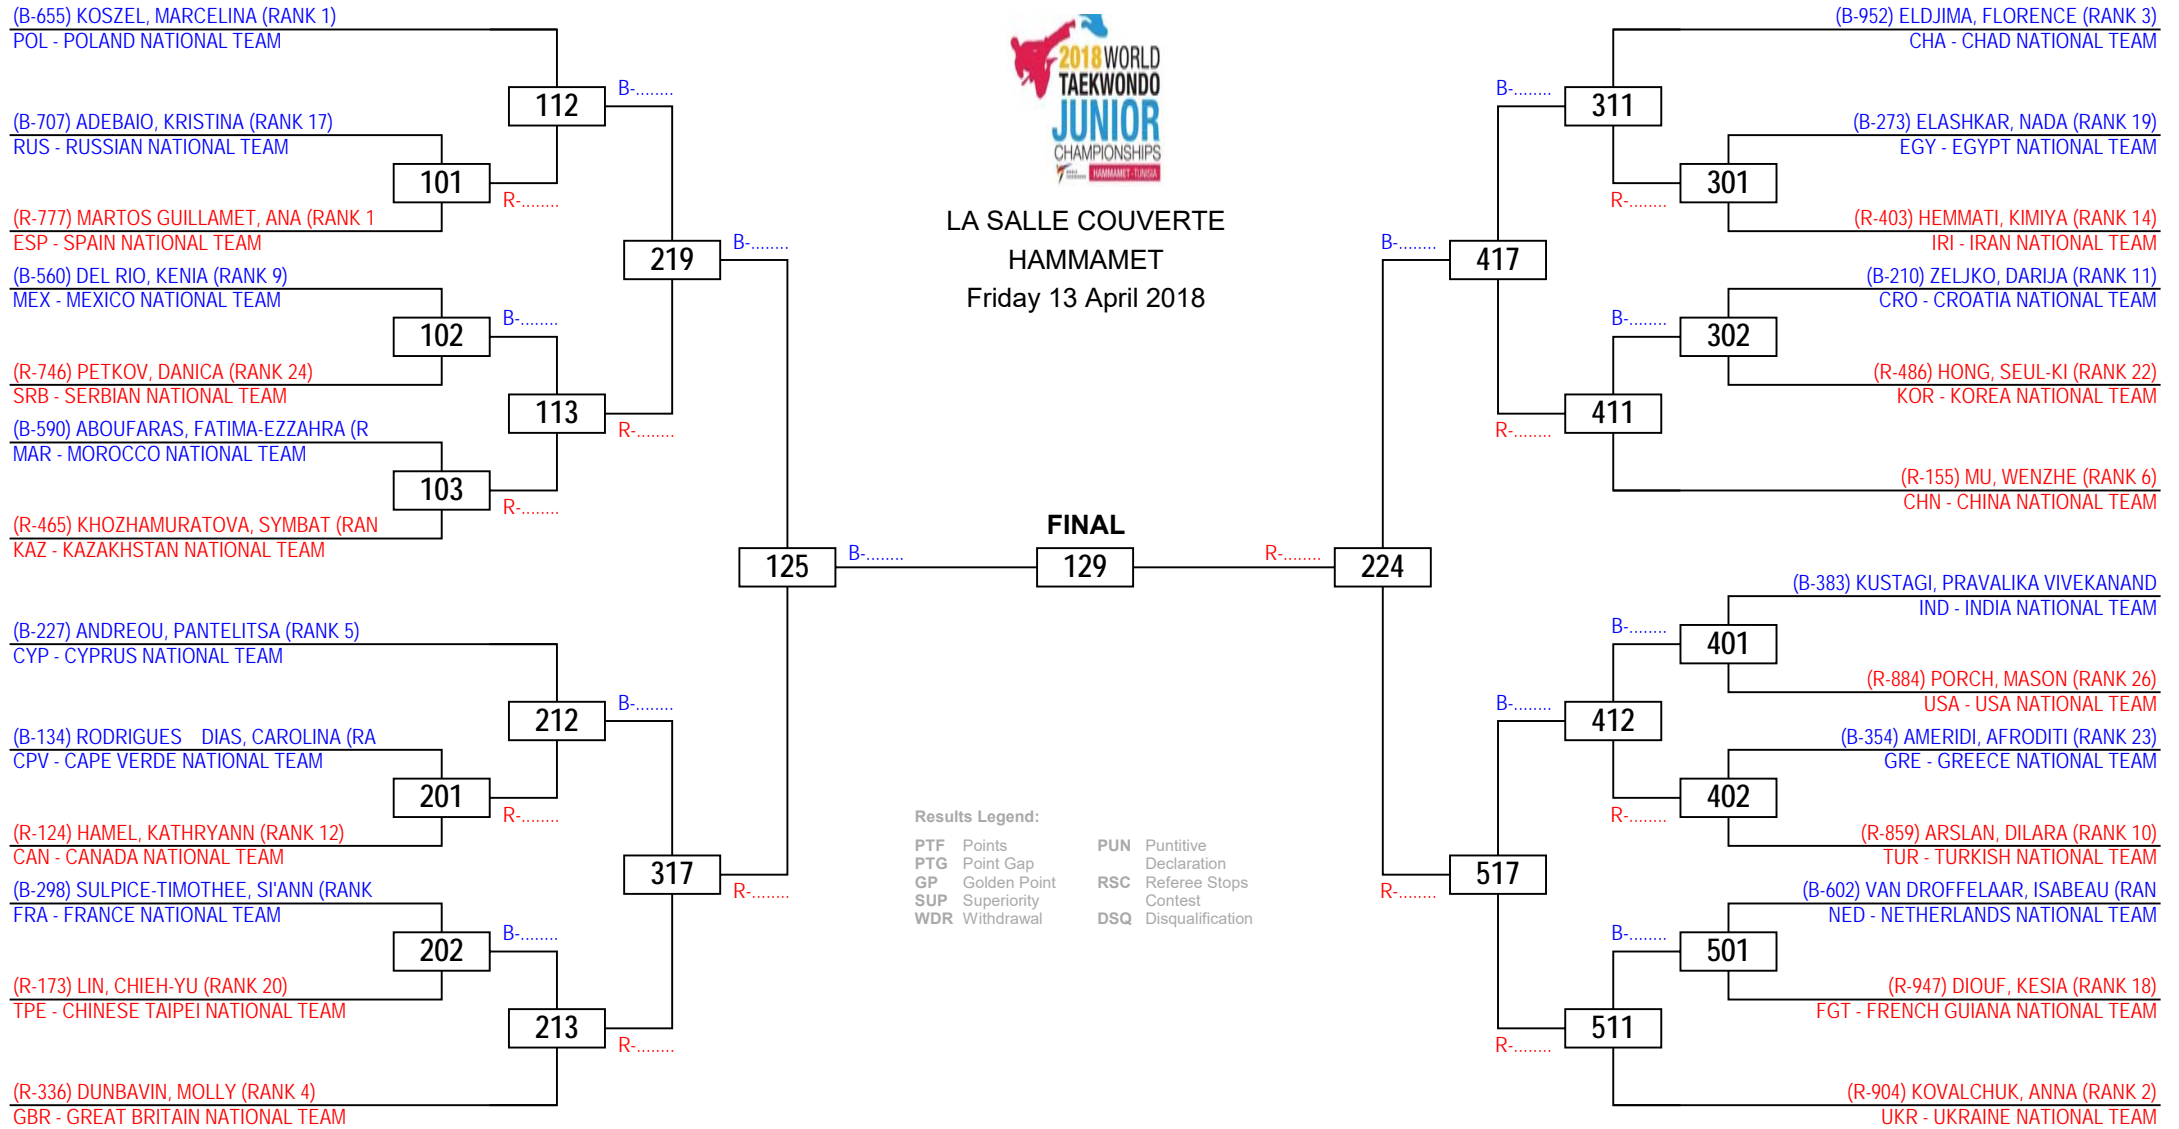 (B-655) KOSZEL, MARCELINA (RANK 1)
POL - POLAND NATIONAL TEAM
112
B-........
(B-707) ADEBAIO, KRISTINA (RANK 17)
RUS - RUSSIAN NATIONAL TEAM
101
R-........
(R-777) MARTOS GUILLAMET, ANA (RANK 1
ESP - SPAIN NATIONAL TEAM
219
B-........
(B-560) DEL RIO, KENIA (RANK 9)
MEX - MEXICO NATIONAL TEAM
102
B-........
(R-746) PETKOV, DANICA (RANK 24)
SRB - SERBIAN NATIONAL TEAM
113
R-........
(B-590) ABOUFARAS, FATIMA-EZZAHRA (R
MAR - MOROCCO NATIONAL TEAM
103
R-........
(R-465) KHOZHAMURATOVA, SYMBAT (RAN
KAZ - KAZAKHSTAN NATIONAL TEAM
125
B-........
(B-227) ANDREOU, PANTELITSA (RANK 5)
CYP - CYPRUS NATIONAL TEAM
212
B-........
(B-134) RODRIGUES DIAS, CAROLINA (RA
CPV - CAPE VERDE NATIONAL TEAM
201
R-........
(R-124) HAMEL, KATHRYANN (RANK 12)
CAN - CANADA NATIONAL TEAM
317
R-........
(B-298) SULPICE-TIMOTHEE, SI'ANN (RANK
FRA - FRANCE NATIONAL TEAM
202
B-........
(R-173) LIN, CHIEH-YU (RANK 20)
TPE - CHINESE TAIPEI NATIONAL TEAM
213
R-........
(R-336) DUNBAVIN, MOLLY (RANK 4)
GBR - GREAT BRITAIN NATIONAL TEAM
2018 WORLD
TAEKWONDO
JUNIOR
CHAMPIONSHIPS
HAMMAMET - TUNISIA
LA SALLE COUVERTE
HAMMAMET
Friday 13 April 2018
FINAL
129
Results Legend:
PTF Points
PTG Point Gap
GP Golden Point
SUP Superiority
WDR Withdrawal
PUN Puntitive
Declaration
RSC Referee Stops
Contest
DSQ Disqualification
(B-952) ELDJIMA, FLORENCE (RANK 3)
CHA - CHAD NATIONAL TEAM
B-........
311
(B-273) ELASHKAR, NADA (RANK 19)
EGY - EGYPT NATIONAL TEAM
301
R-........
(R-403) HEMMATI, KIMIYA (RANK 14)
IRI - IRAN NATIONAL TEAM
B-........
417
(B-210) ZELJKO, DARIJA (RANK 11)
CRO - CROATIA NATIONAL TEAM
B-........
302
(R-486) HONG, SEUL-KI (RANK 22)
KOR - KOREA NATIONAL TEAM
411
R-........
(R-155) MU, WENZHE (RANK 6)
CHN - CHINA NATIONAL TEAM
R-........
224
(B-383) KUSTAGI, PRAVALIKA VIVEKANAND
IND - INDIA NATIONAL TEAM
B-........
401
(R-884) PORCH, MASON (RANK 26)
USA - USA NATIONAL TEAM
B-........
412
(B-354) AMERIDI, AFRODITI (RANK 23)
GRE - GREECE NATIONAL TEAM
402
R-........
(R-859) ARSLAN, DILARA (RANK 10)
TUR - TURKISH NATIONAL TEAM
517
R-........
(B-602) VAN DROFFELAAR, ISABEAU (RAN
NED - NETHERLANDS NATIONAL TEAM
B-........
501
(R-947) DIOUF, KESIA (RANK 18)
FGT - FRENCH GUIANA NATIONAL TEAM
511
R-........
(R-904) KOVALCHUK, ANNA (RANK 2)
UKR - UKRAINE NATIONAL TEAM